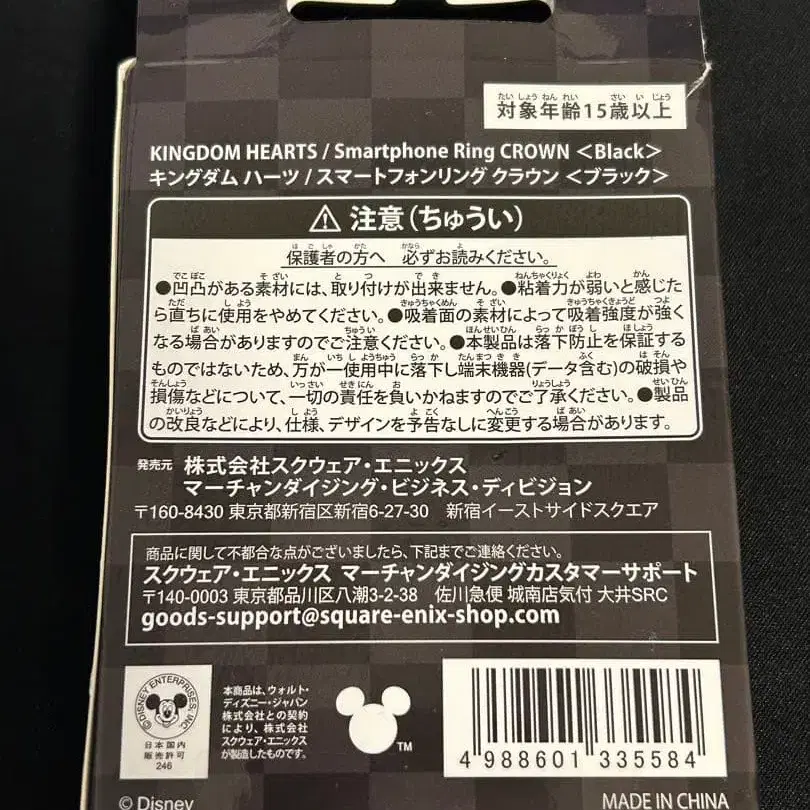 対象年齢15歳以上
KINGDOM HEARTS / Smartphone Ring CROWN <Black>
キングダム ハーツ / スマートフォンリング クラウン <ブラック>
⚠ 注意(ちゅうい)
保護者の方へ 必ずお読みください。
●凹凸がある素材には、取り付けが出来ません。●粘着力が弱いと感じた
ら直ちに使用をやめてください。●吸着面の素材によって吸着強度が強く
なる場合がありますのでご注意ください。●本製品は落下防止を保証する
ものではないため、万が一使用中に落下し端末機器(データ含む)の破損や
損傷などについて、一切の責任を負いかねますのでご了承ください。●製品
の改良などにより、仕様、デザインを予告なしに変更する場合があります。
発売元 株式会社スクウェア・エニックス
マーチャンダイジング・ビジネス・ディビジョン
〒160-8430 東京都新宿区新宿6-27-30 新宿イーストサイドスクエア
商品に関して不都合な点がございましたら、下記までご連絡ください。
スクウェア・エニックス マーチャンダイジングカスタマーサポート
〒140-0003 東京都品川区八潮3-2-38 佐川急便 城南店気付 大井SRC
goods-support@square-enix-shop.com
©DISNEY ENTERPRISES, INC.
日本国内
販売許可
246
本商品は、ウォルト・
ディズニー・ジャパン
株式会社との契約
により、株式会社
スクウェア・エニックス
が製造したものです。
TM
4 988601 335584
© Disney
MADE IN CHINA